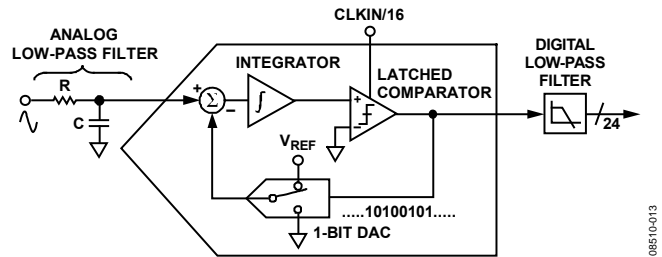 CLKIN/16
ANALOG
LOW-PASS FILTER
R
C
+
Σ
–
INTEGRATOR
∫
LATCHED
COMPARATOR
+
–
DIGITAL
LOW-PASS
FILTER
24
VREF
.....10100101.....
1-BIT DAC
08510-013